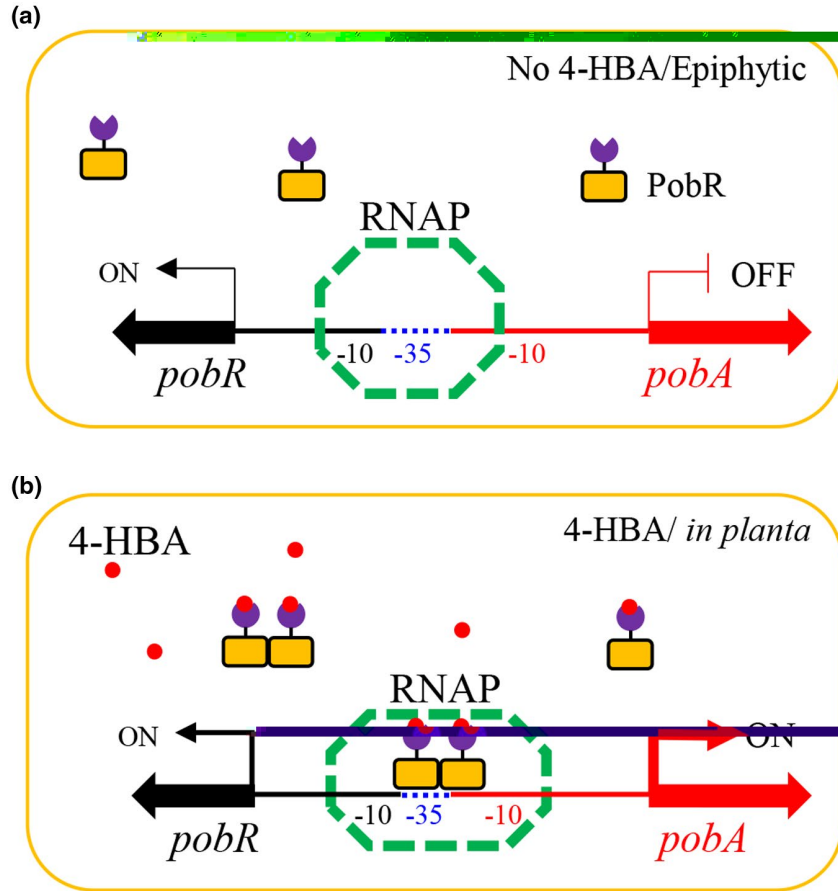 (a)
No 4-HBA/Epiphytic
PobR
RNAP
ON
OFF
-10 -35 -10
pobR pobA
(b)
4-HBA 4-HBA/ in planta
RNAP
ON ON
-10 -35 -10
pobR pobA